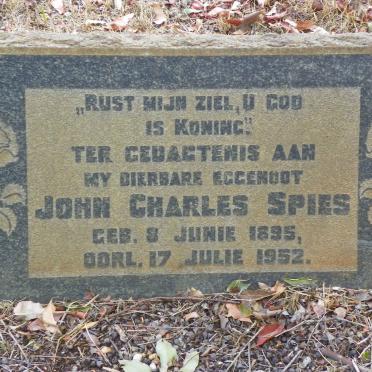 „RUST MIJN ZIEL, U GOD
IS KONING."
TER GEDAGTENIS AAN
MY DIERBARE EGGENOOT
JOHN CHARLES SPIES
GEB. 8 JUNIE 1895,
OORL. 17 JULIE 1952.